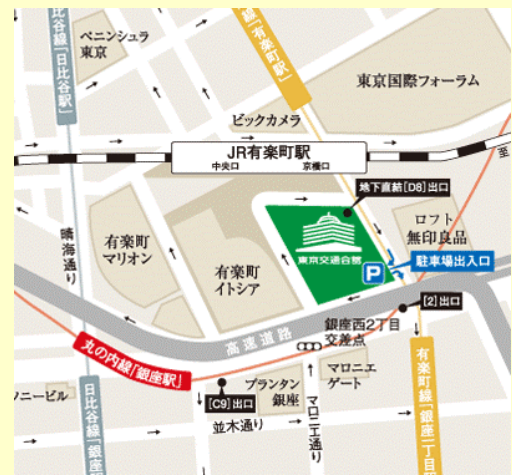 日比谷線「日比谷駅」
ペニンシュラ
東京
有楽町線「有楽町駅」
東京国際フォーラム
ビックカメラ
JR有楽町駅
中央口
京橋口
至
地下直結[D8]出口
晴海通り
有楽町
マリオン
有楽町
イトシア
東京交通会館
ロフト
無印良品
P
駐車場出入口
[2]出口
高速道路
銀座西2丁目
交差点
丸の内線「銀座駅」
プランタン
銀座
マロニエ
ゲート
[C9]出口
並木通り
マロニエ通り
ソニービル
日比谷線「銀座
有楽町線「銀座一丁目